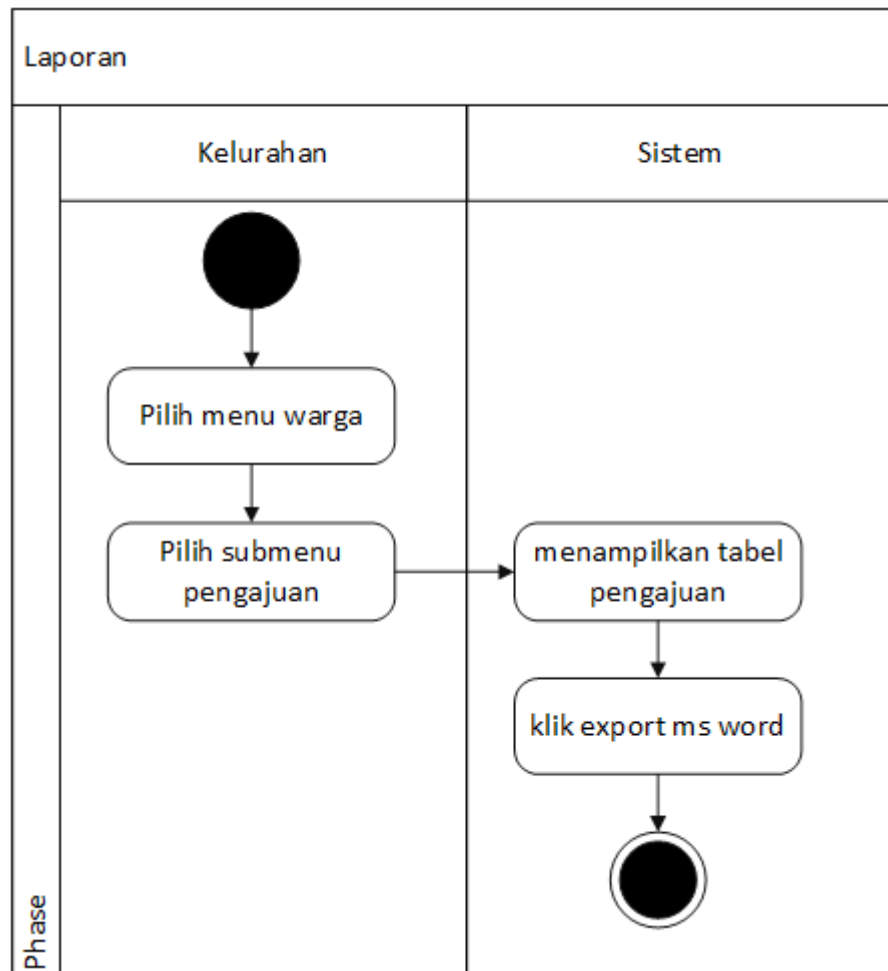 Laporan
Kelurahan
Sistem
Pilih menu warga
Pilih submenu
pengajuan
menampilkan tabel
pengajuan
klik export ms word
Phase